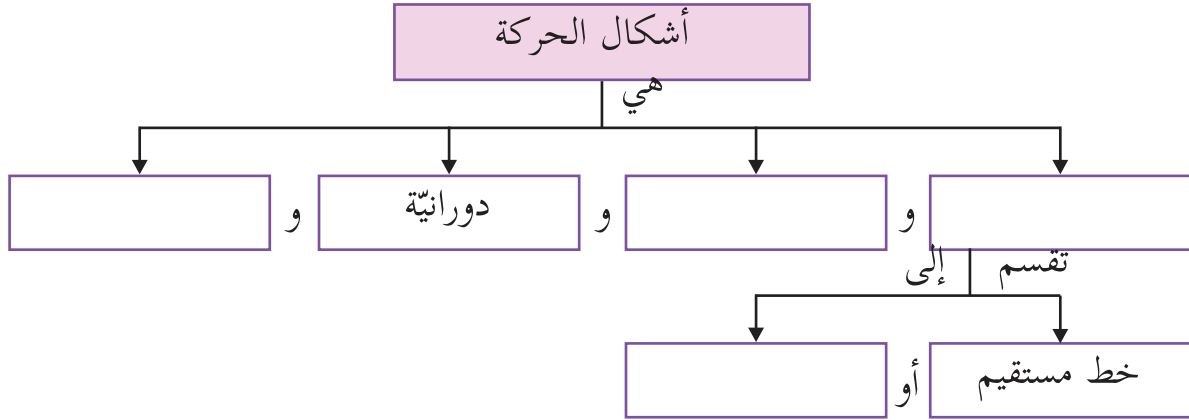 أشكال الحركة
هي
و
و
دورانيّة
و
تقسم إلى
خط مستقيم
أو